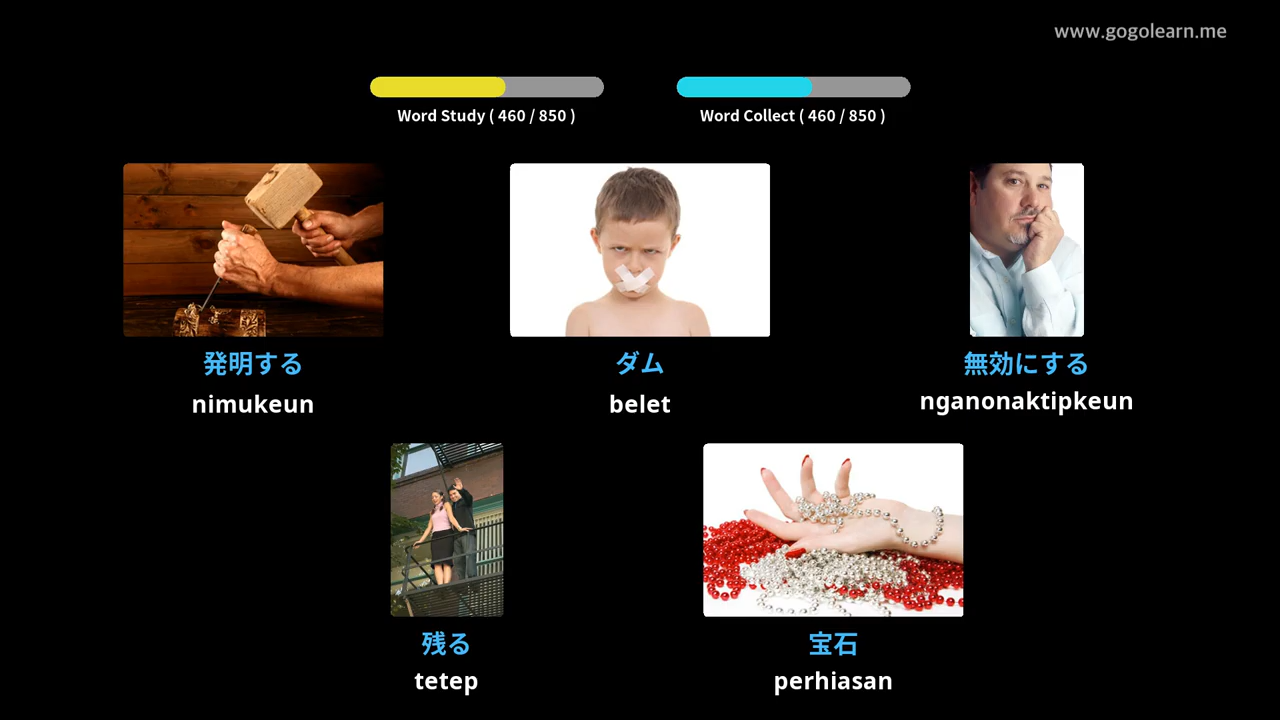 www.gogolearn.me
Word Study ( 460 / 850 )
Word Collect ( 460 / 850 )
発明する
nimukeun
ダム
belet
無効にする
nganonaktipkeun
残る
tetep
宝石
perhiasan